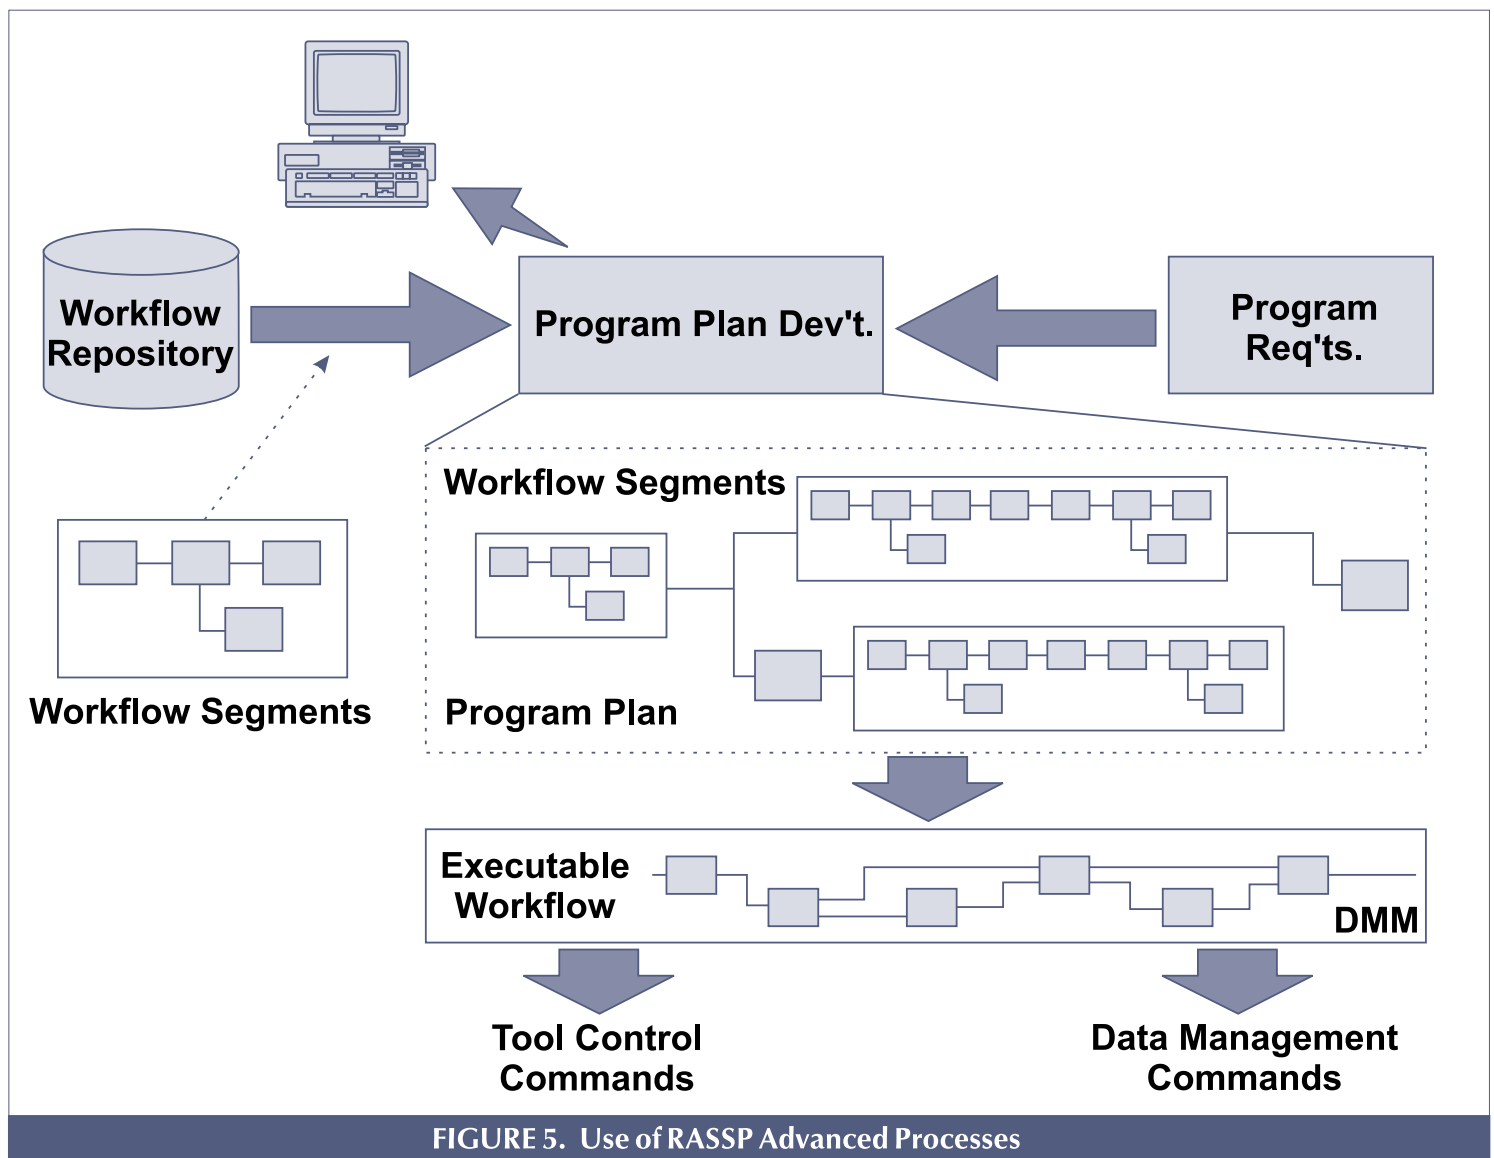 Workflow
Repository
Program Plan Dev't.
Program
Req'ts.
Workflow Segments
Workflow Segments
Program Plan
Executable
Workflow
DMM
Tool Control
Commands
Data Management
Commands
FIGURE 5. Use of RASSP Advanced Processes